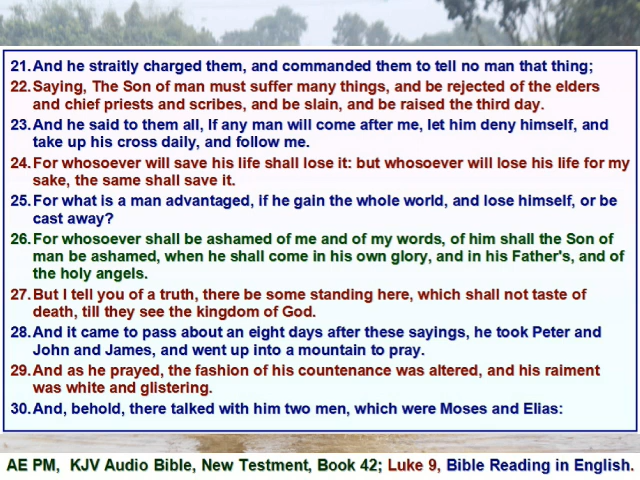 21. And he straitly charged them, and commanded them to tell no man that thing;
22. Saying, The Son of man must suffer many things, and be rejected of the elders
and chief priests and scribes, and be slain, and be raised the third day.
23. And he said to them all, If any man will come after me, let him deny himself, and
take up his cross daily, and follow me.
24. For whosoever will save his life shall lose it: but whosoever will lose his life for my
sake, the same shall save it.
25. For what is a man advantaged, if he gain the whole world, and lose himself, or be
cast away?
26. For whosoever shall be ashamed of me and of my words, of him shall the Son of
man be ashamed, when he shall come in his own glory, and in his Father's, and of
the holy angels.
27. But I tell you of a truth, there be some standing here, which shall not taste of
death, till they see the kingdom of God.
28. And it came to pass about an eight days after these sayings, he took Peter and
John and James, and went up into a mountain to pray.
29. And as he prayed, the fashion of his countenance was altered, and his raiment
was white and glistering.
30. And, behold, there talked with him two men, which were Moses and Elias:
AE PM, KJV Audio Bible, New Testment, Book 42; Luke 9, Bible Reading in English.